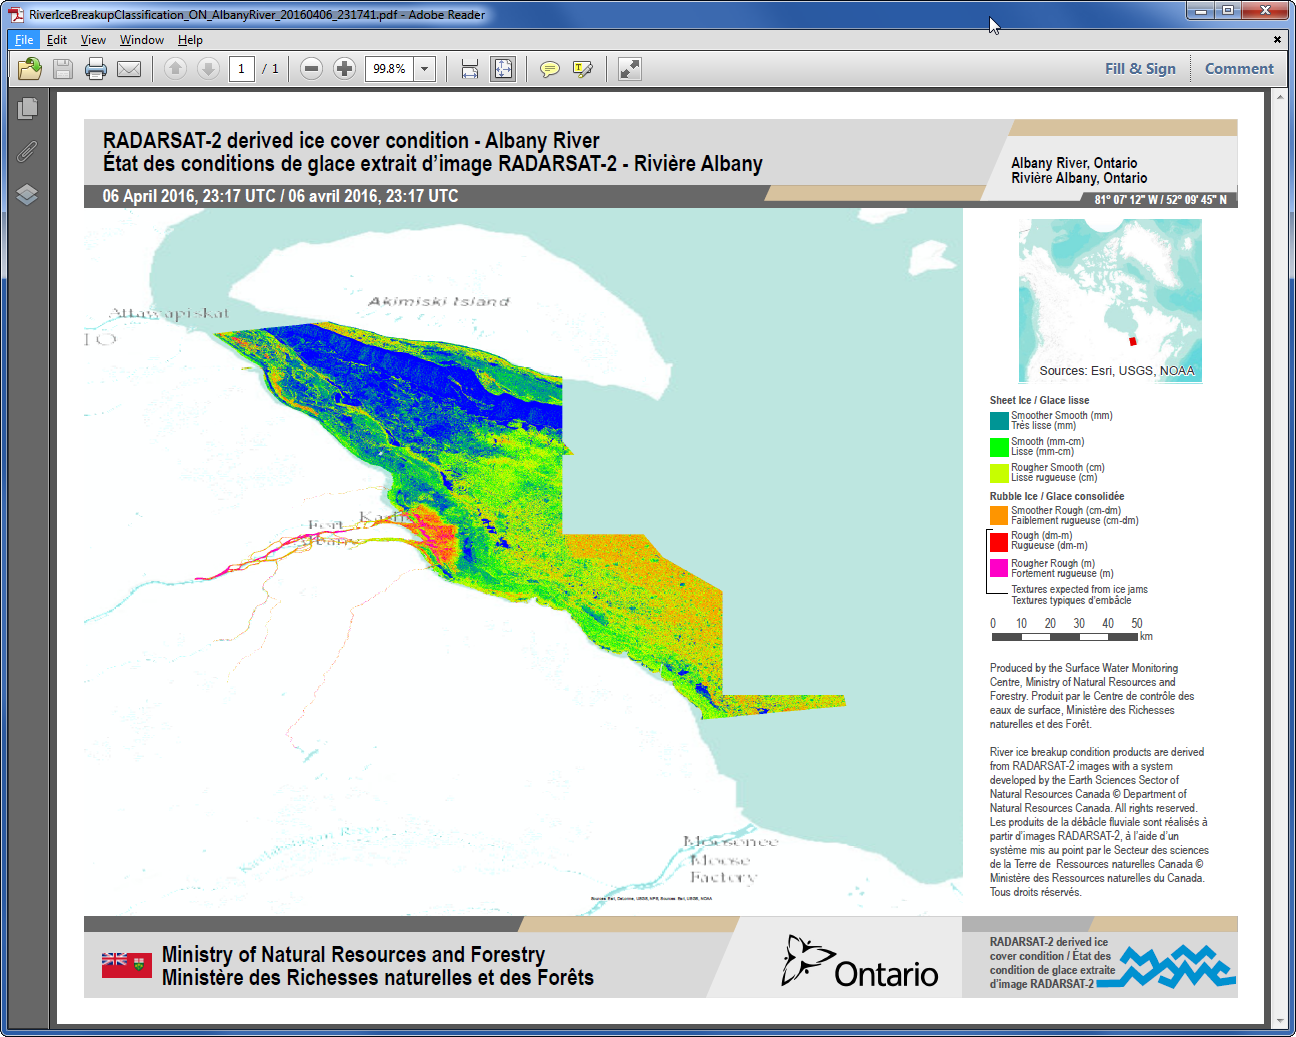 RiverIceBreakupClassification_ON_AlbanyRiver_20160406_231741.pdf - Adobe Reader
File Edit View Window Help
1 / 1 99.8% Fill & Sign Comment
RADARSAT-2 derived ice cover condition - Albany River
État des conditions de glace extrait d'image RADARSAT-2 - Rivière Albany
06 April 2016, 23:17 UTC / 06 avril 2016, 23:17 UTC
Albany River, Ontario
Rivière Albany, Ontario
81° 07' 12" W / 52° 09' 45" N
Akimiski Island
Attawapiskat
TO
Fort
Albany
Moosonee
Moose
Factory
Sources: Esri, USGS, NOAA
Sheet Ice / Glace lisse
Smoother Smooth (mm)
Très lisse (mm)
Smooth (mm-cm)
Lisse (mm-cm)
Rougher Smooth (cm)
Lisse rugueuse (cm)
Rubble Ice / Glace consolidée
Smoother Rough (cm-dm)
Faiblement rugueuse (cm-dm)
Rough (dm-m)
Rugueuse (dm-m)
Rougher Rough (m)
Fortement rugueuse (m)
Textures expected from ice jams
Textures typiques d'embâcle
0 10 20 30 40 50
km
Produced by the Surface Water Monitoring
Centre, Ministry of Natural Resources and
Forestry. Produit par le Centre de contrôle des
eaux de surface, Ministère des Richesses
naturelles et des Forêt.
River ice breakup condition products are derived
from RADARSAT-2 images with a system
developed by the Earth Sciences Sector of
Natural Resources Canada © Department of
Natural Resources Canada. All rights reserved.
Les produits de la débâcle fluviale sont réalisés à
partir d'images RADARSAT-2, à l'aide d'un
système mis au point par le Secteur des sciences
de la Terre de Ressources naturelles Canada ©
Ministère des Ressources naturelles du Canada.
Tous droits réservés.
Ministry of Natural Resources and Forestry
Ministère des Richesses naturelles et des Forêts
Ontario
RADARSAT-2 derived ice
cover condition / État des
condition de glace extraite
d'image RADARSAT-2